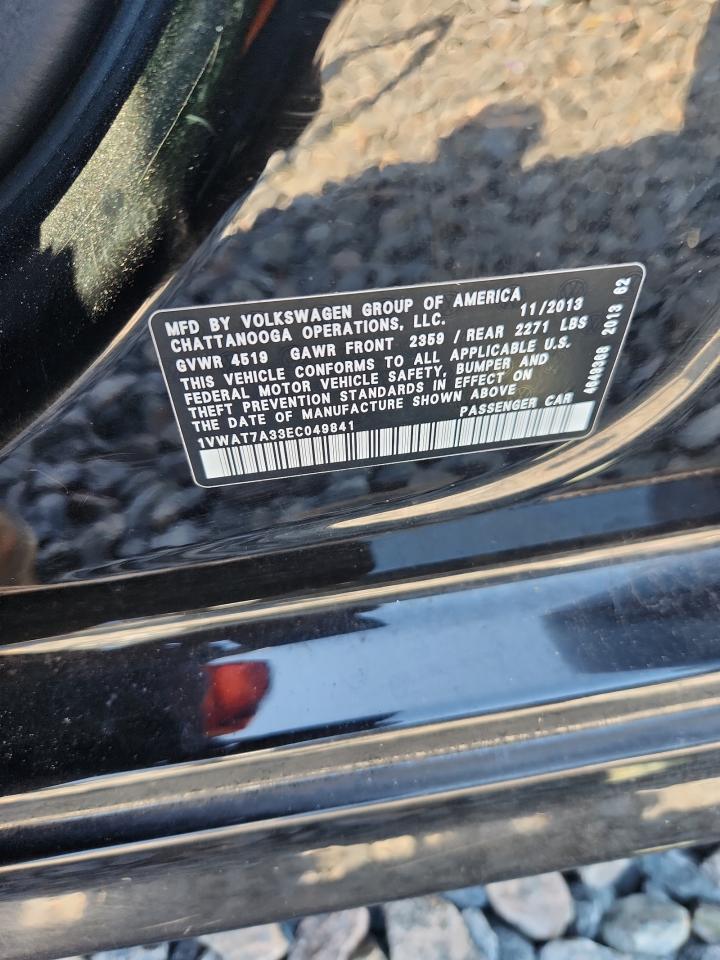 MFD BY VOLKSWAGEN GROUP OF AMERICA 11/2013
CHATTANOOGA OPERATIONS, LLC.
GVWR 4519 GAWR FRONT 2359 / REAR 2271 LBS
THIS VEHICLE CONFORMS TO ALL APPLICABLE U.S.
FEDERAL MOTOR VEHICLE SAFETY, BUMPER AND
THEFT PREVENTION STANDARDS IN EFFECT ON
THE DATE OF MANUFACTURE SHOWN ABOVE
1VWAT7A33EC049841 PASSENGER CAR
2013 02